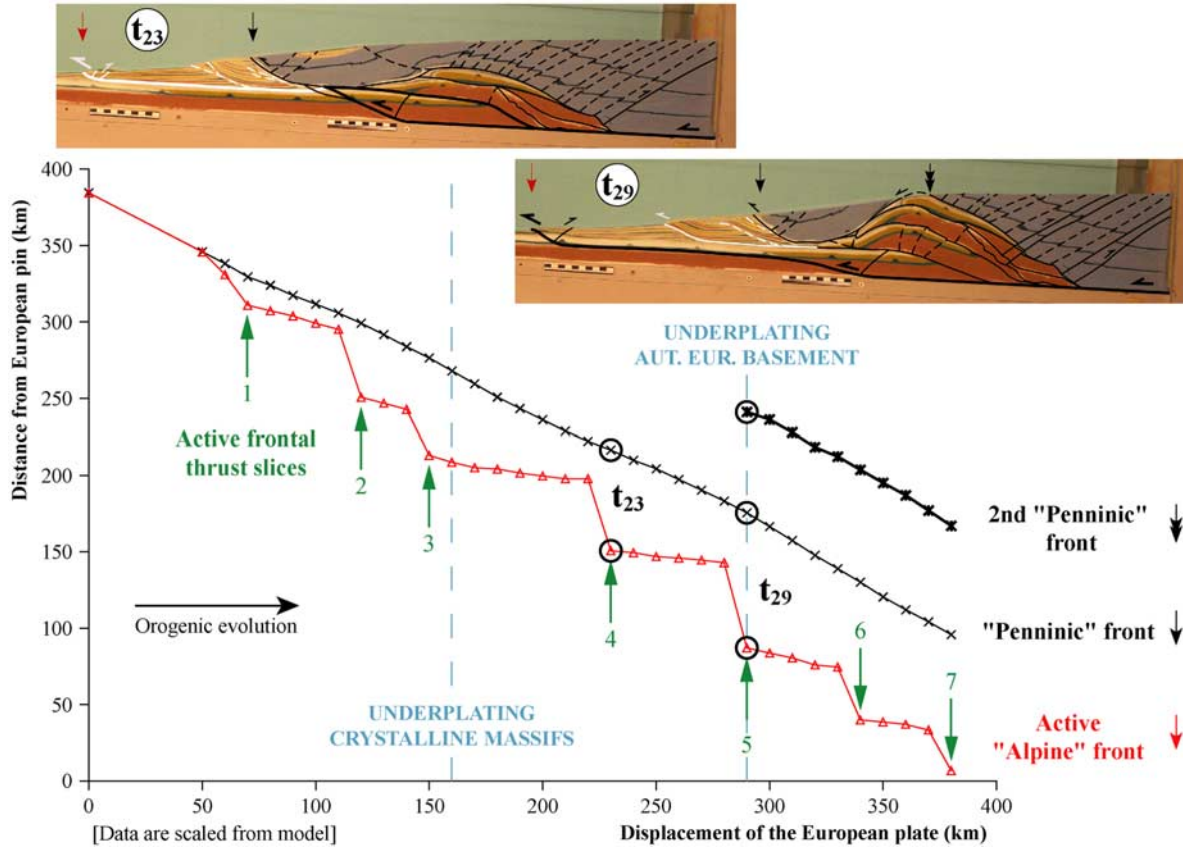 t23
t29
400
350
300
250
200
150
100
50
0
Distance from European pin (km)
UNDERPLATING
AUT. EUR. BASEMENT
1
Active frontal
thrust slices
2
3
t23
4
t29
5
6
7
2nd "Penninic"
front
"Penninic" front
Active
"Alpine" front
Orogenic evolution
UNDERPLATING
CRYSTALLINE MASSIFS
0
50
100
150
200
250
300
350
400
[Data are scaled from model]
Displacement of the European plate (km)